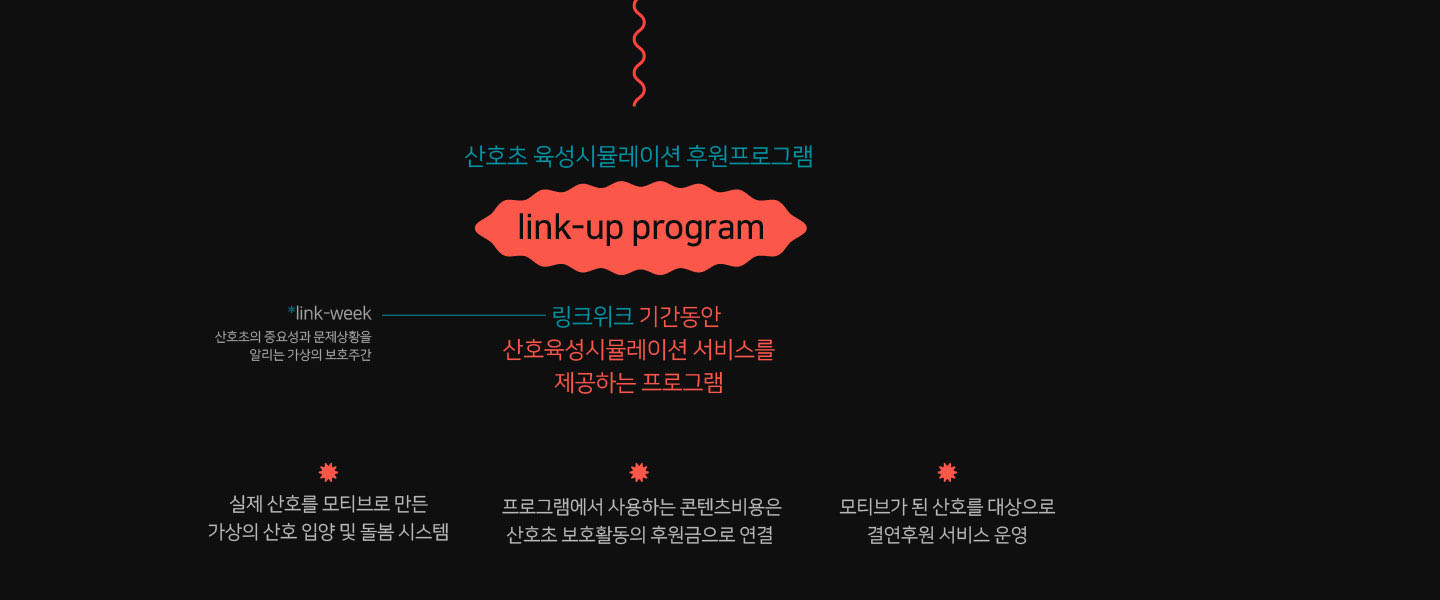 산호초 육성시뮬레이션 후원프로그램
link-up program
*link-week
산호초의 중요성과 문제상황을
알리는 가상의 보호주간
링크위크 기간동안
산호육성시뮬레이션 서비스를
제공하는 프로그램
실제 산호를 모티브로 만든
가상의 산호 입양 및 돌봄 시스템
프로그램에서 사용하는 콘텐츠비용은
산호초 보호활동의 후원금으로 연결
모티브가 된 산호를 대상으로
결연후원 서비스 운영